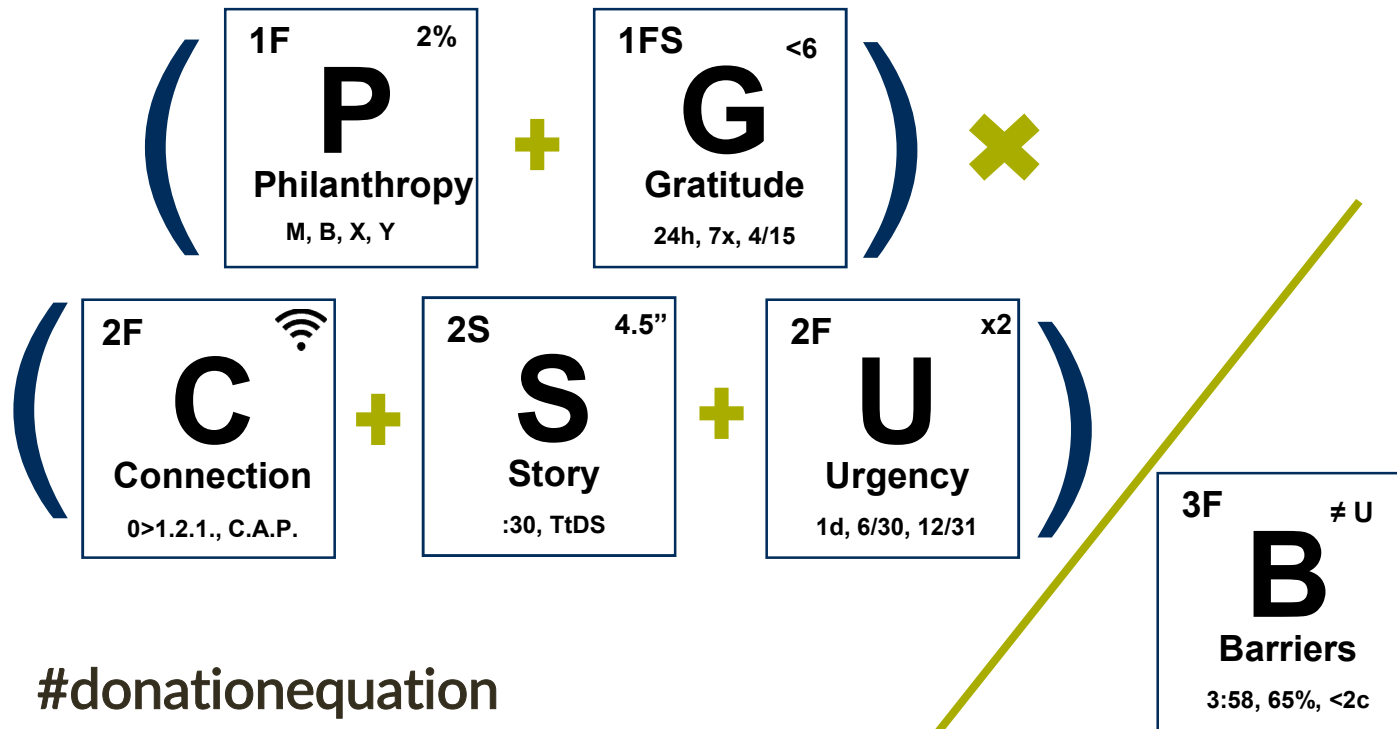 1F 2%
P
Philanthropy
M, B, X, Y
+
1FS <6
G
Gratitude
24h, 7x, 4/15
2F
C
Connection
0>1.2.1., C.A.P.
+
2S 4.5”
S
Story
:30, TtDS
+
2F x2
U
Urgency
1d, 6/30, 12/31
3F ≠ U
B
Barriers
3:58, 65%, <2c
#donationequation